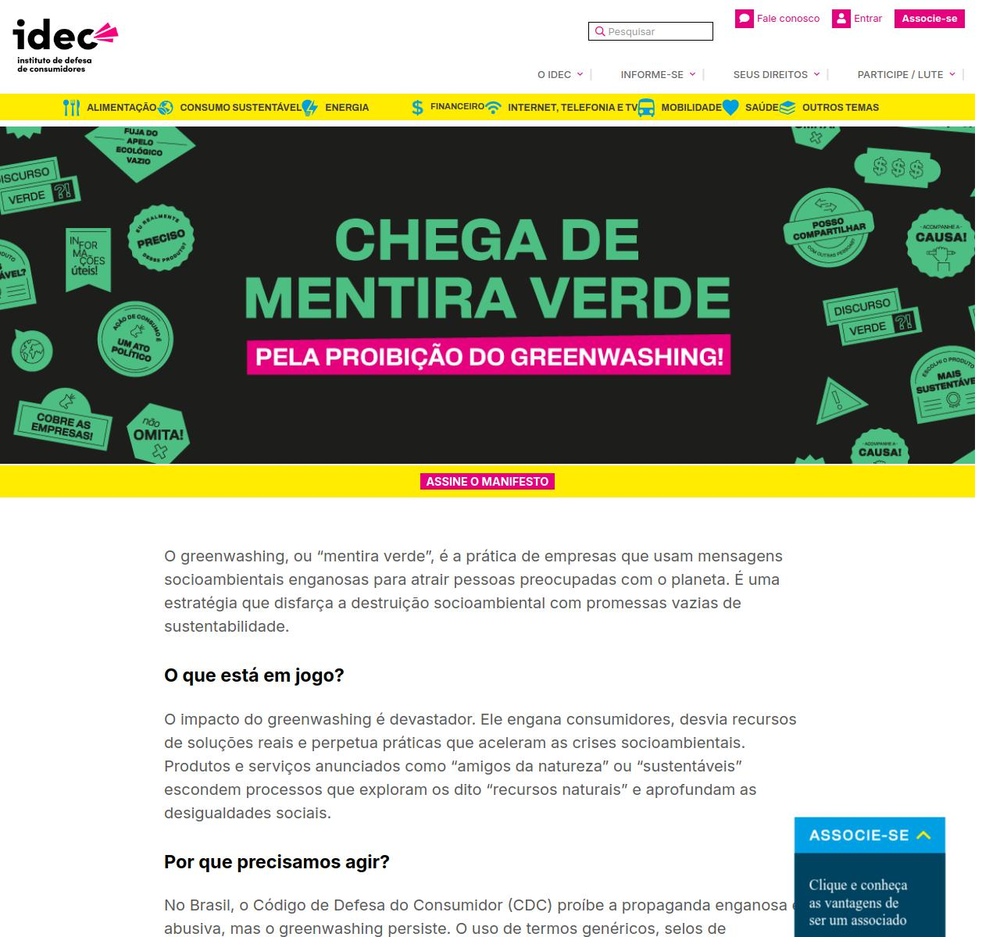 idec
instituto de defesa
de consumidores
Pesquisar
Fale conosco
Entrar
Associe-se
O IDEC
INFORME-SE
SEUS DIREITOS
PARTICIPE / LUTE
ALIMENTAÇÃO
CONSUMO SUSTENTÁVEL
ENERGIA
FINANCEIRO
INTERNET, TELEFONIA E TV
MOBILIDADE
SAÚDE
OUTROS TEMAS
FUJA DO
APELO
ECOLÓGICO
VAZIO
DISCURSO
VERDE ?!
EU REALMENTE
PRECISO
DESSE PRODUTO?
IN
FOR
MA
ÇÕES
úteis!
AÇÃO DE CONSUMO É
UM ATO
POLÍTICO
COBRE AS
EMPRESAS!
não
OMITA!
CHEGA DE
MENTIRA VERDE
PELA PROIBIÇÃO DO GREENWASHING!
$ $ $
POSSO
COMPARTILHAR
COM OUTRAS PESSOAS?
- ACOMPANHE A -
CAUSA!
DISCURSO
VERDE ?!
ESCOLHI O PRODUTO
MAIS
SUSTENTÁVE
- ACOMPANHE A -
CAUSA!
ASSINE O MANIFESTO
O greenwashing, ou “mentira verde”, é a prática de empresas que usam mensagens
socioambientais enganosas para atrair pessoas preocupadas com o planeta. É uma
estratégia que disfarça a destruição socioambiental com promessas vazias de
sustentabilidade.
O que está em jogo?
O impacto do greenwashing é devastador. Ele engana consumidores, desvia recursos
de soluções reais e perpetua práticas que aceleram as crises socioambientais.
Produtos e serviços anunciados como “amigos da natureza” ou “sustentáveis”
escondem processos que exploram os dito “recursos naturais” e aprofundam as
desigualdades sociais.
Por que precisamos agir?
No Brasil, o Código de Defesa do Consumidor (CDC) proíbe a propaganda enganosa
abusiva, mas o greenwashing persiste. O uso de termos genéricos, selos de
ASSOCIE-SE
Clique e conheça
as vantagens de
ser um associado